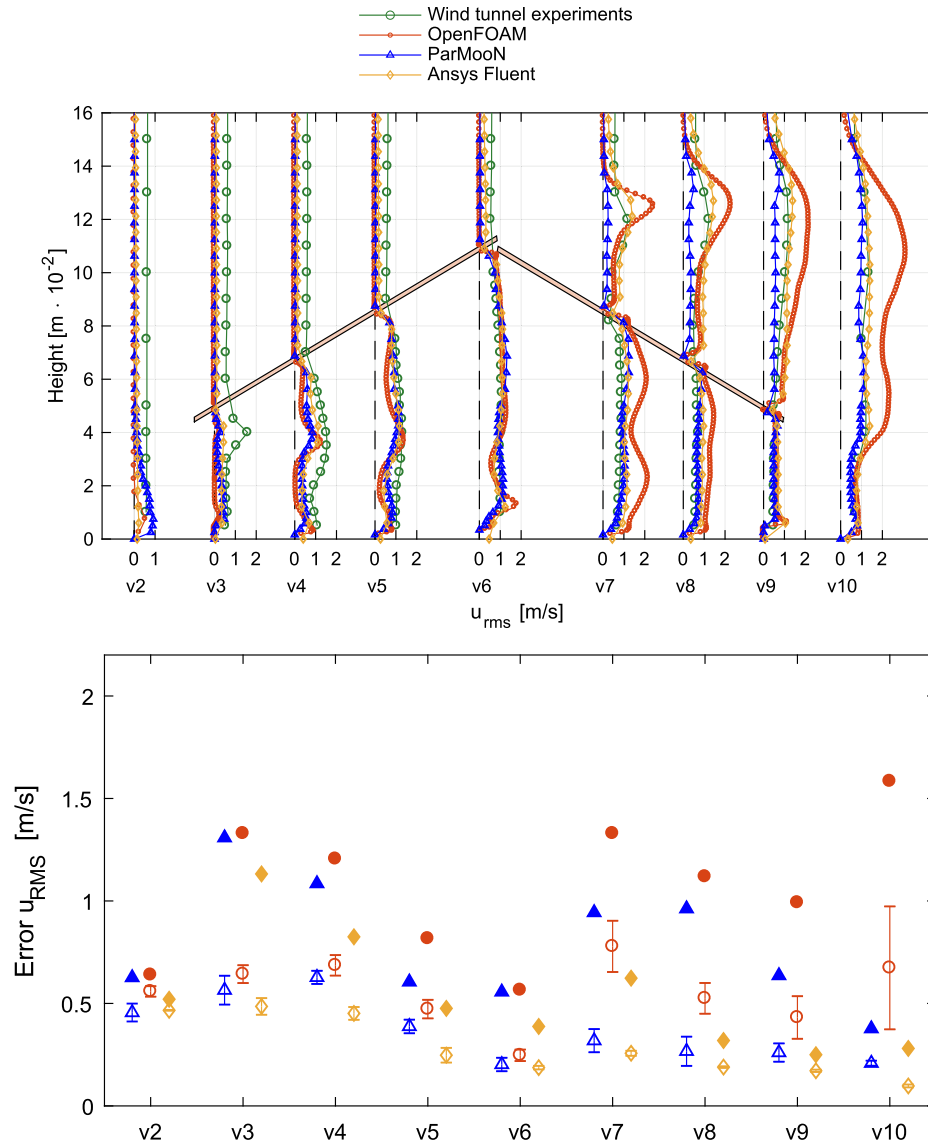 Wind tunnel experiments
OpenFOAM
ParMooN
Ansys Fluent
16
14
12
10
8
6
4
2
0
Height [m · 10⁻²]
0 1 0 1 2 0 1 2 0 1 2 0 1 2 0 1 2 0 1 2 0 1 2 0 1 2
v2 v3 v4 v5 v6 v7 v8 v9 v10
u_rms [m/s]
2
1.5
1
0.5
0
Error u_RMS [m/s]
v2 v3 v4 v5 v6 v7 v8 v9 v10